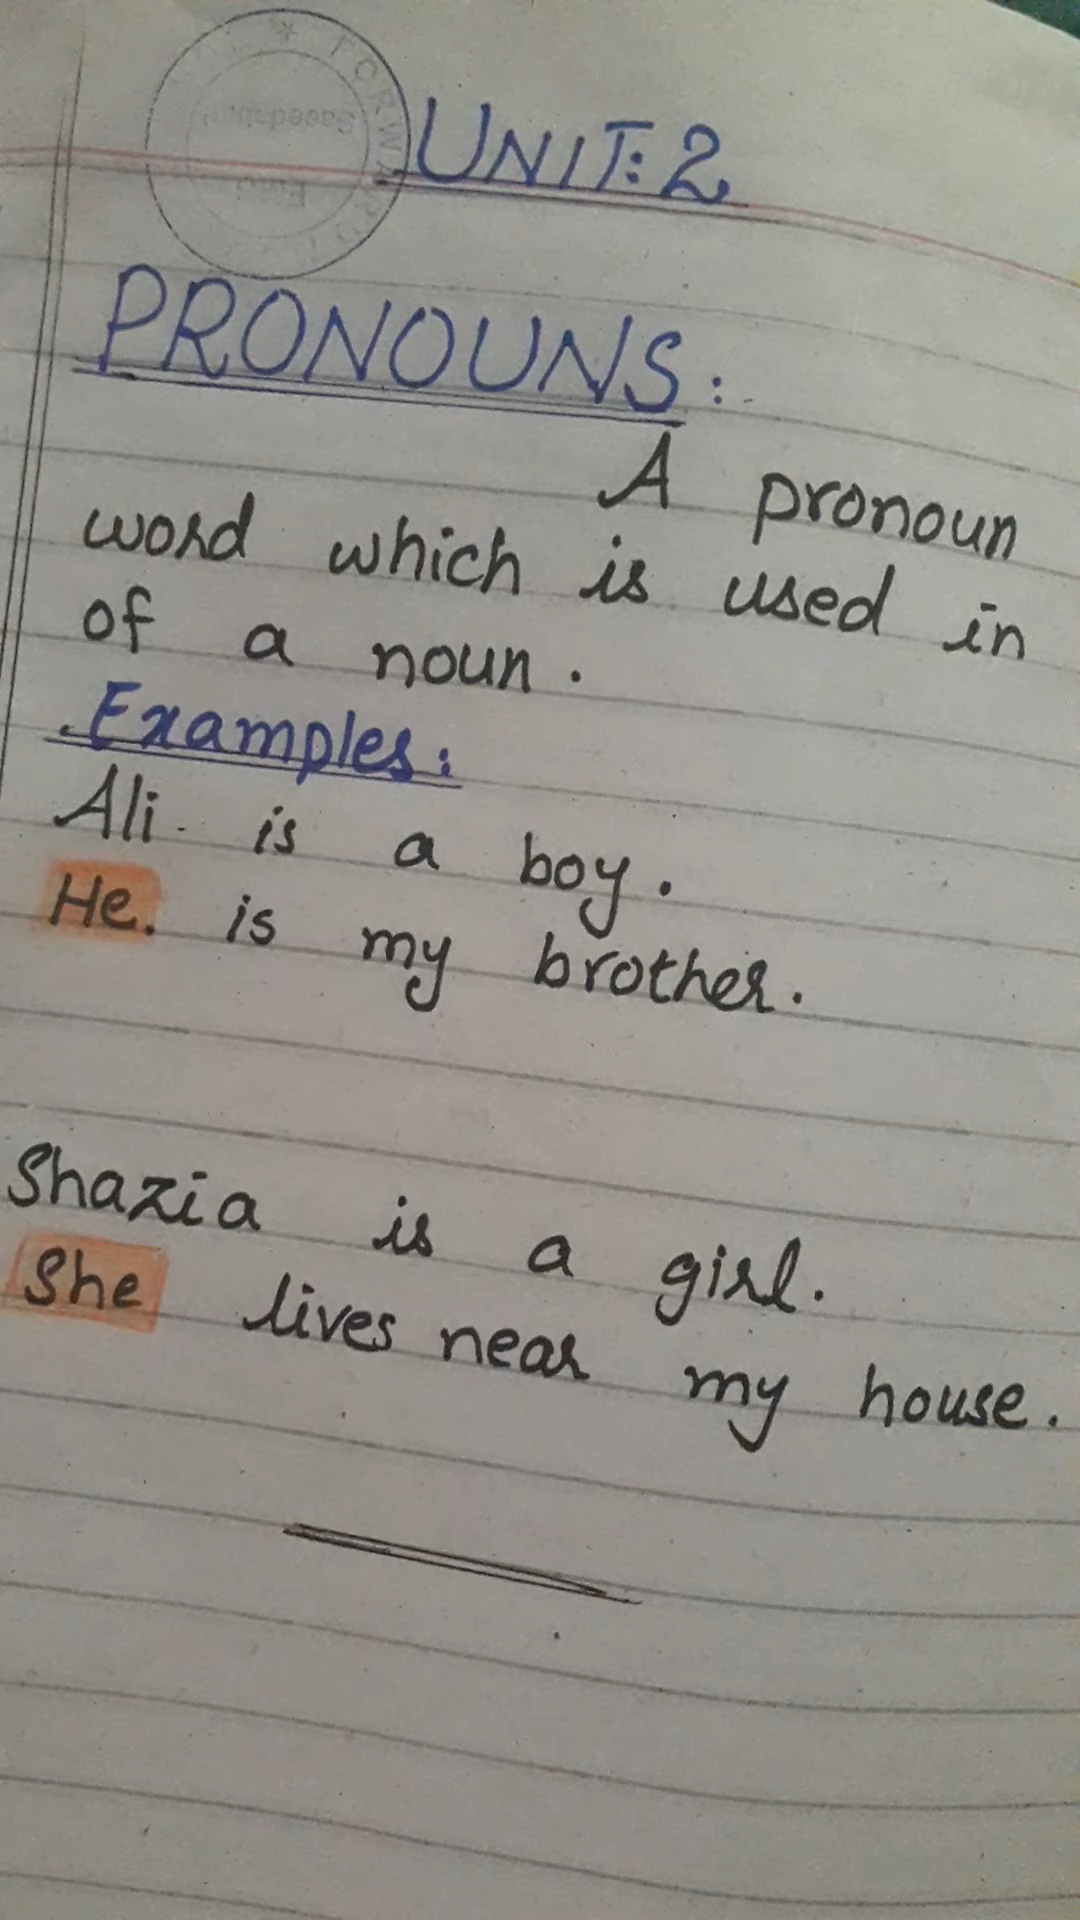 UNIT: 2
PRONOUNS:
A pronoun
word which is used in
of a noun.
Examples:
Ali is a boy.
He. is my brother.
Shazia is a girl.
She lives near my house.